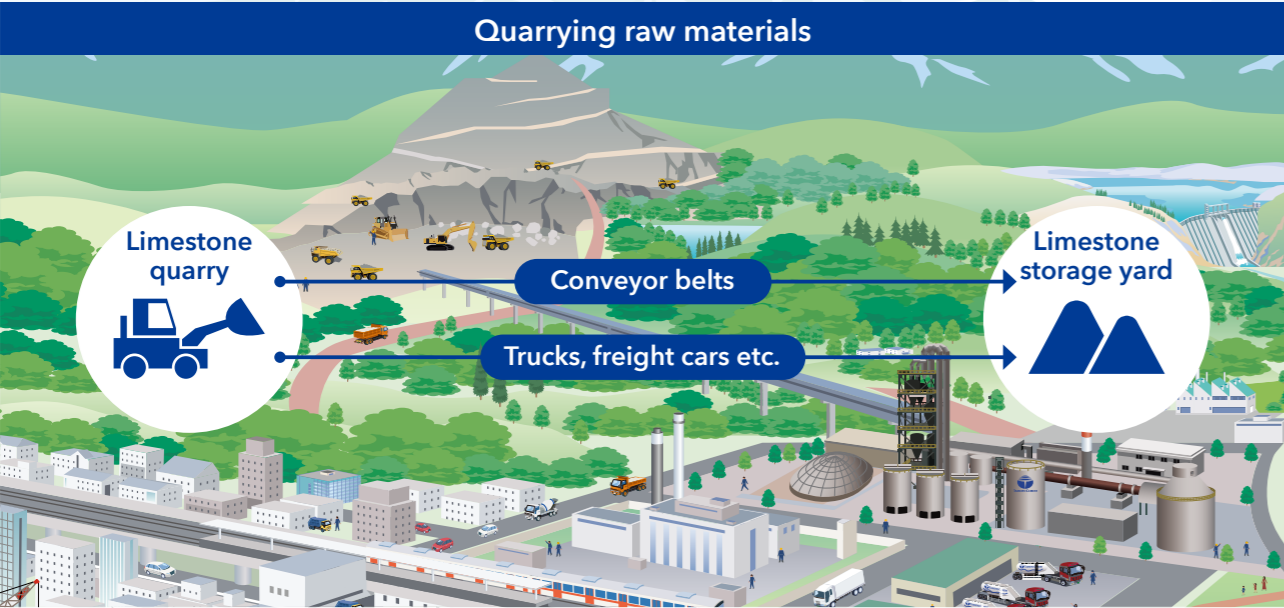 Quarrying raw materials
Limestone
quarry
Conveyor belts
Trucks, freight cars etc.
Limestone
storage yard